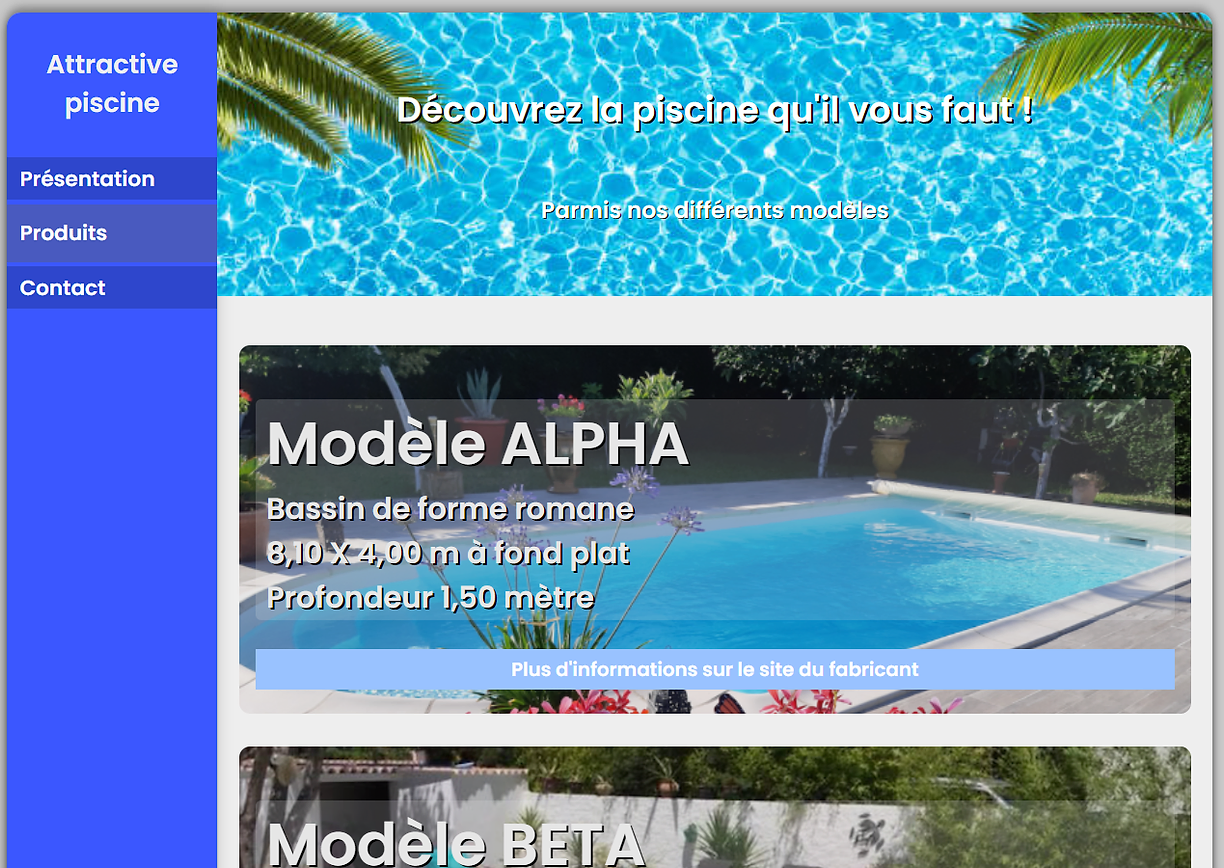 Attractive
piscine
Présentation
Produits
Contact
Découvrez la piscine qu'il vous faut !
Parmis nos différents modèles
Modèle ALPHA
Bassin de forme romane
8,10 X 4,00 m à fond plat
Profondeur 1,50 mètre
Plus d'informations sur le site du fabricant
Modèle BETA